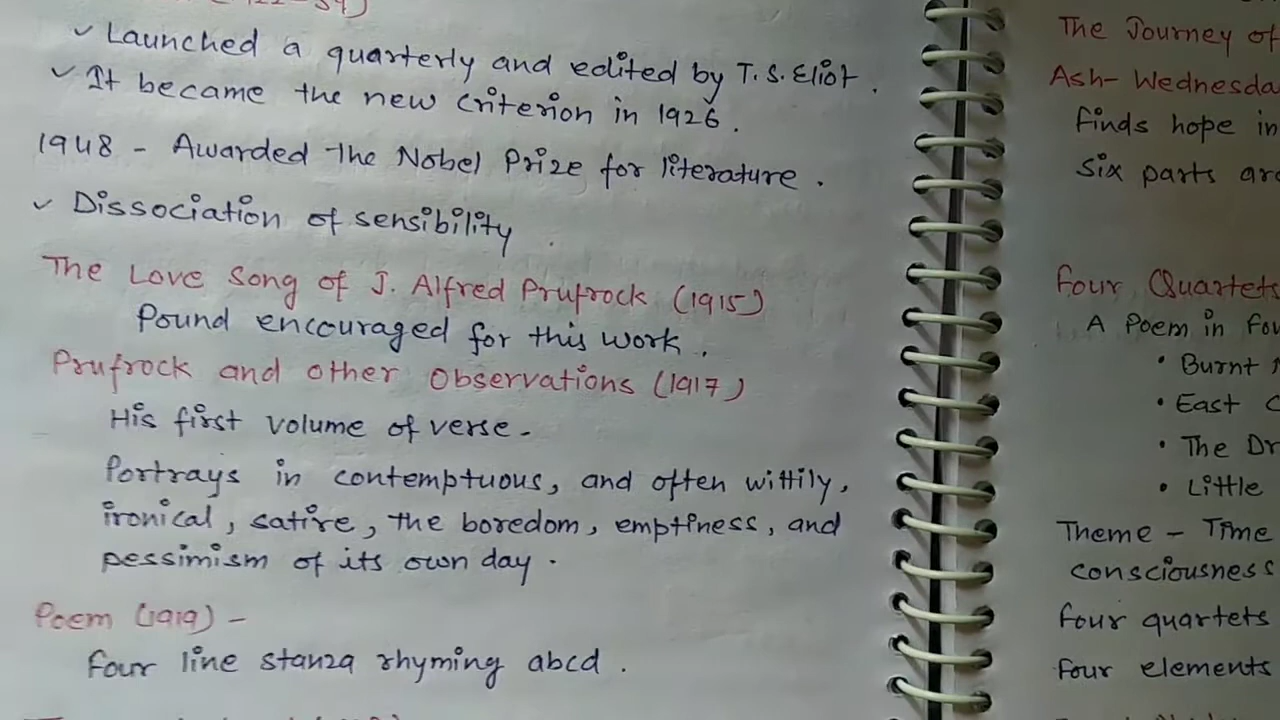 22-39)
✓ Launched a quarterly and edited by T.S. Eliot.
✓ It became the new Criterion in 1926.
1948 - Awarded the Nobel Prize for literature.
✓ Dissociation of sensibility
The Love Song of J. Alfred Prufrock (1915)
Pound encouraged for this work.
Prufrock and other Observations (1917)
His first volume of verse.
Portrays in contemptuous, and often wittily,
ironical, satire, the boredom, emptiness, and
pessimism of its own day.
Poem (1919) -
four line stanza rhyming abcd.
The Journey of
Ash-Wednesda
finds hope in
six parts are
Four Quartets
A Poem in fou
• Burnt
• East C
• The Dr
• Little
Theme - Time
consciousness
four quartets
four elements